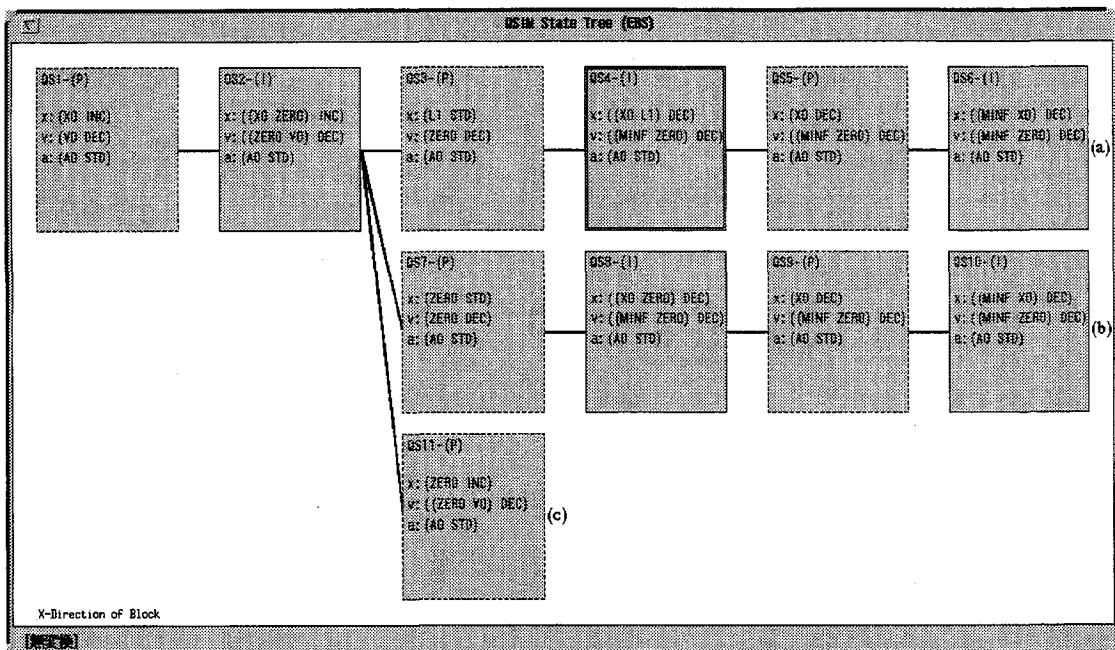 QSIM State Tree (EBS)
QS1-(P)
x: (X0 INC)
v: (V0 DEC)
a: (A0 STD)
QS2-(I)
x: ((X0 ZERO) INC)
v: ((ZERO V0) DEC)
a: (A0 STD)
QS3-(P)
x: (L1 STD)
v: (ZERO DEC)
a: (A0 STD)
QS4-(I)
x: ((X0 L1) DEC)
v: ((MINF ZERO) DEC)
a: (A0 STD)
QS5-(P)
x: (X0 DEC)
v: ((MINF ZERO) DEC)
a: (A0 STD)
QS6-(I)
x: ((MINF X0) DEC)
v: ((MINF ZERO) DEC)
a: (A0 STD)
(a)
QS7-(P)
x: (ZERO STD)
v: (ZERO DEC)
a: (A0 STD)
QS8-(I)
x: ((X0 ZERO) DEC)
v: ((MINF ZERO) DEC)
a: (A0 STD)
QS9-(P)
x: (X0 DEC)
v: ((MINF ZERO) DEC)
a: (A0 STD)
QS10-(I)
x: ((MINF X0) DEC)
v: ((MINF ZERO) DEC)
a: (A0 STD)
(b)
QS11-(P)
x: (ZERO INC)
v: ((ZERO V0) DEC)
a: (A0 STD)
(c)
X-Direction of Block
[無変換]